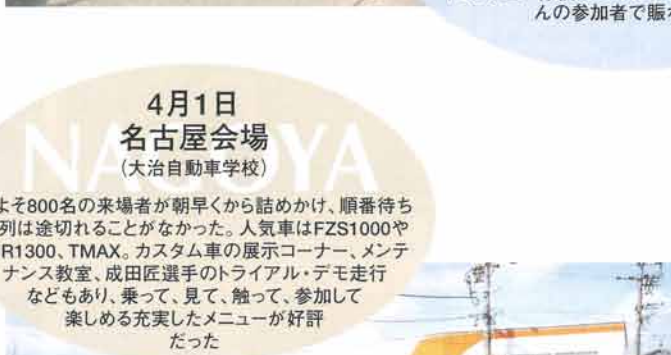 んの参加者で賑
NAGOYA
4月1日
名古屋会場
(大治自動車学校)
よそ800名の来場者が朝早くから詰めかけ、順番待ち
列は途切れることがなかった。人気車はFZS1000や
R1300、TMAX。カスタム車の展示コーナー、メンテ
ナンス教室、成田匠選手のトライアル・デモ走行
などもあり、乗って、見て、触って、参加して
楽しめる充実したメニューが好評
だった